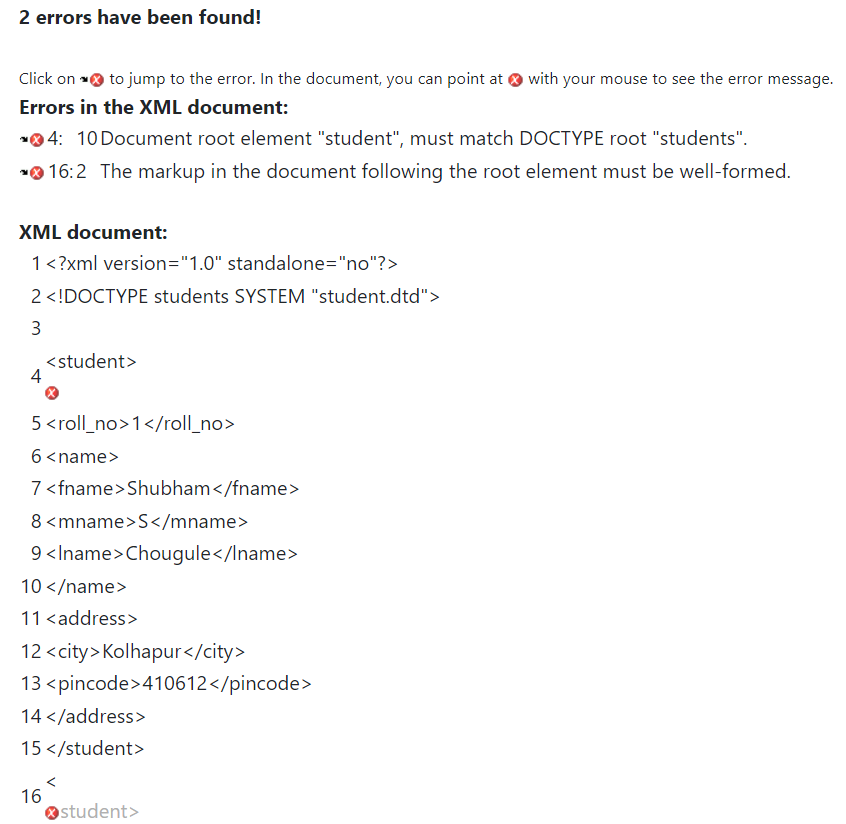 2 errors have been found!
Click on to jump to the error. In the document, you can point at with your mouse to see the error message.
Errors in the XML document:
4: 10 Document root element "student", must match DOCTYPE root "students".
16: 2 The markup in the document following the root element must be well-formed.
XML document:
1 <?xml version="1.0" standalone="no"?>
2 <!DOCTYPE students SYSTEM "student.dtd">
3
4 <student>
5 <roll_no>1</roll_no>
6 <name>
7 <fname>Shubham</fname>
8 <mname>S</mname>
9 <lname>Chougule</lname>
10 </name>
11 <address>
12 <city>Kolhapur</city>
13 <pincode>410612</pincode>
14 </address>
15 </student>
16 <
student>